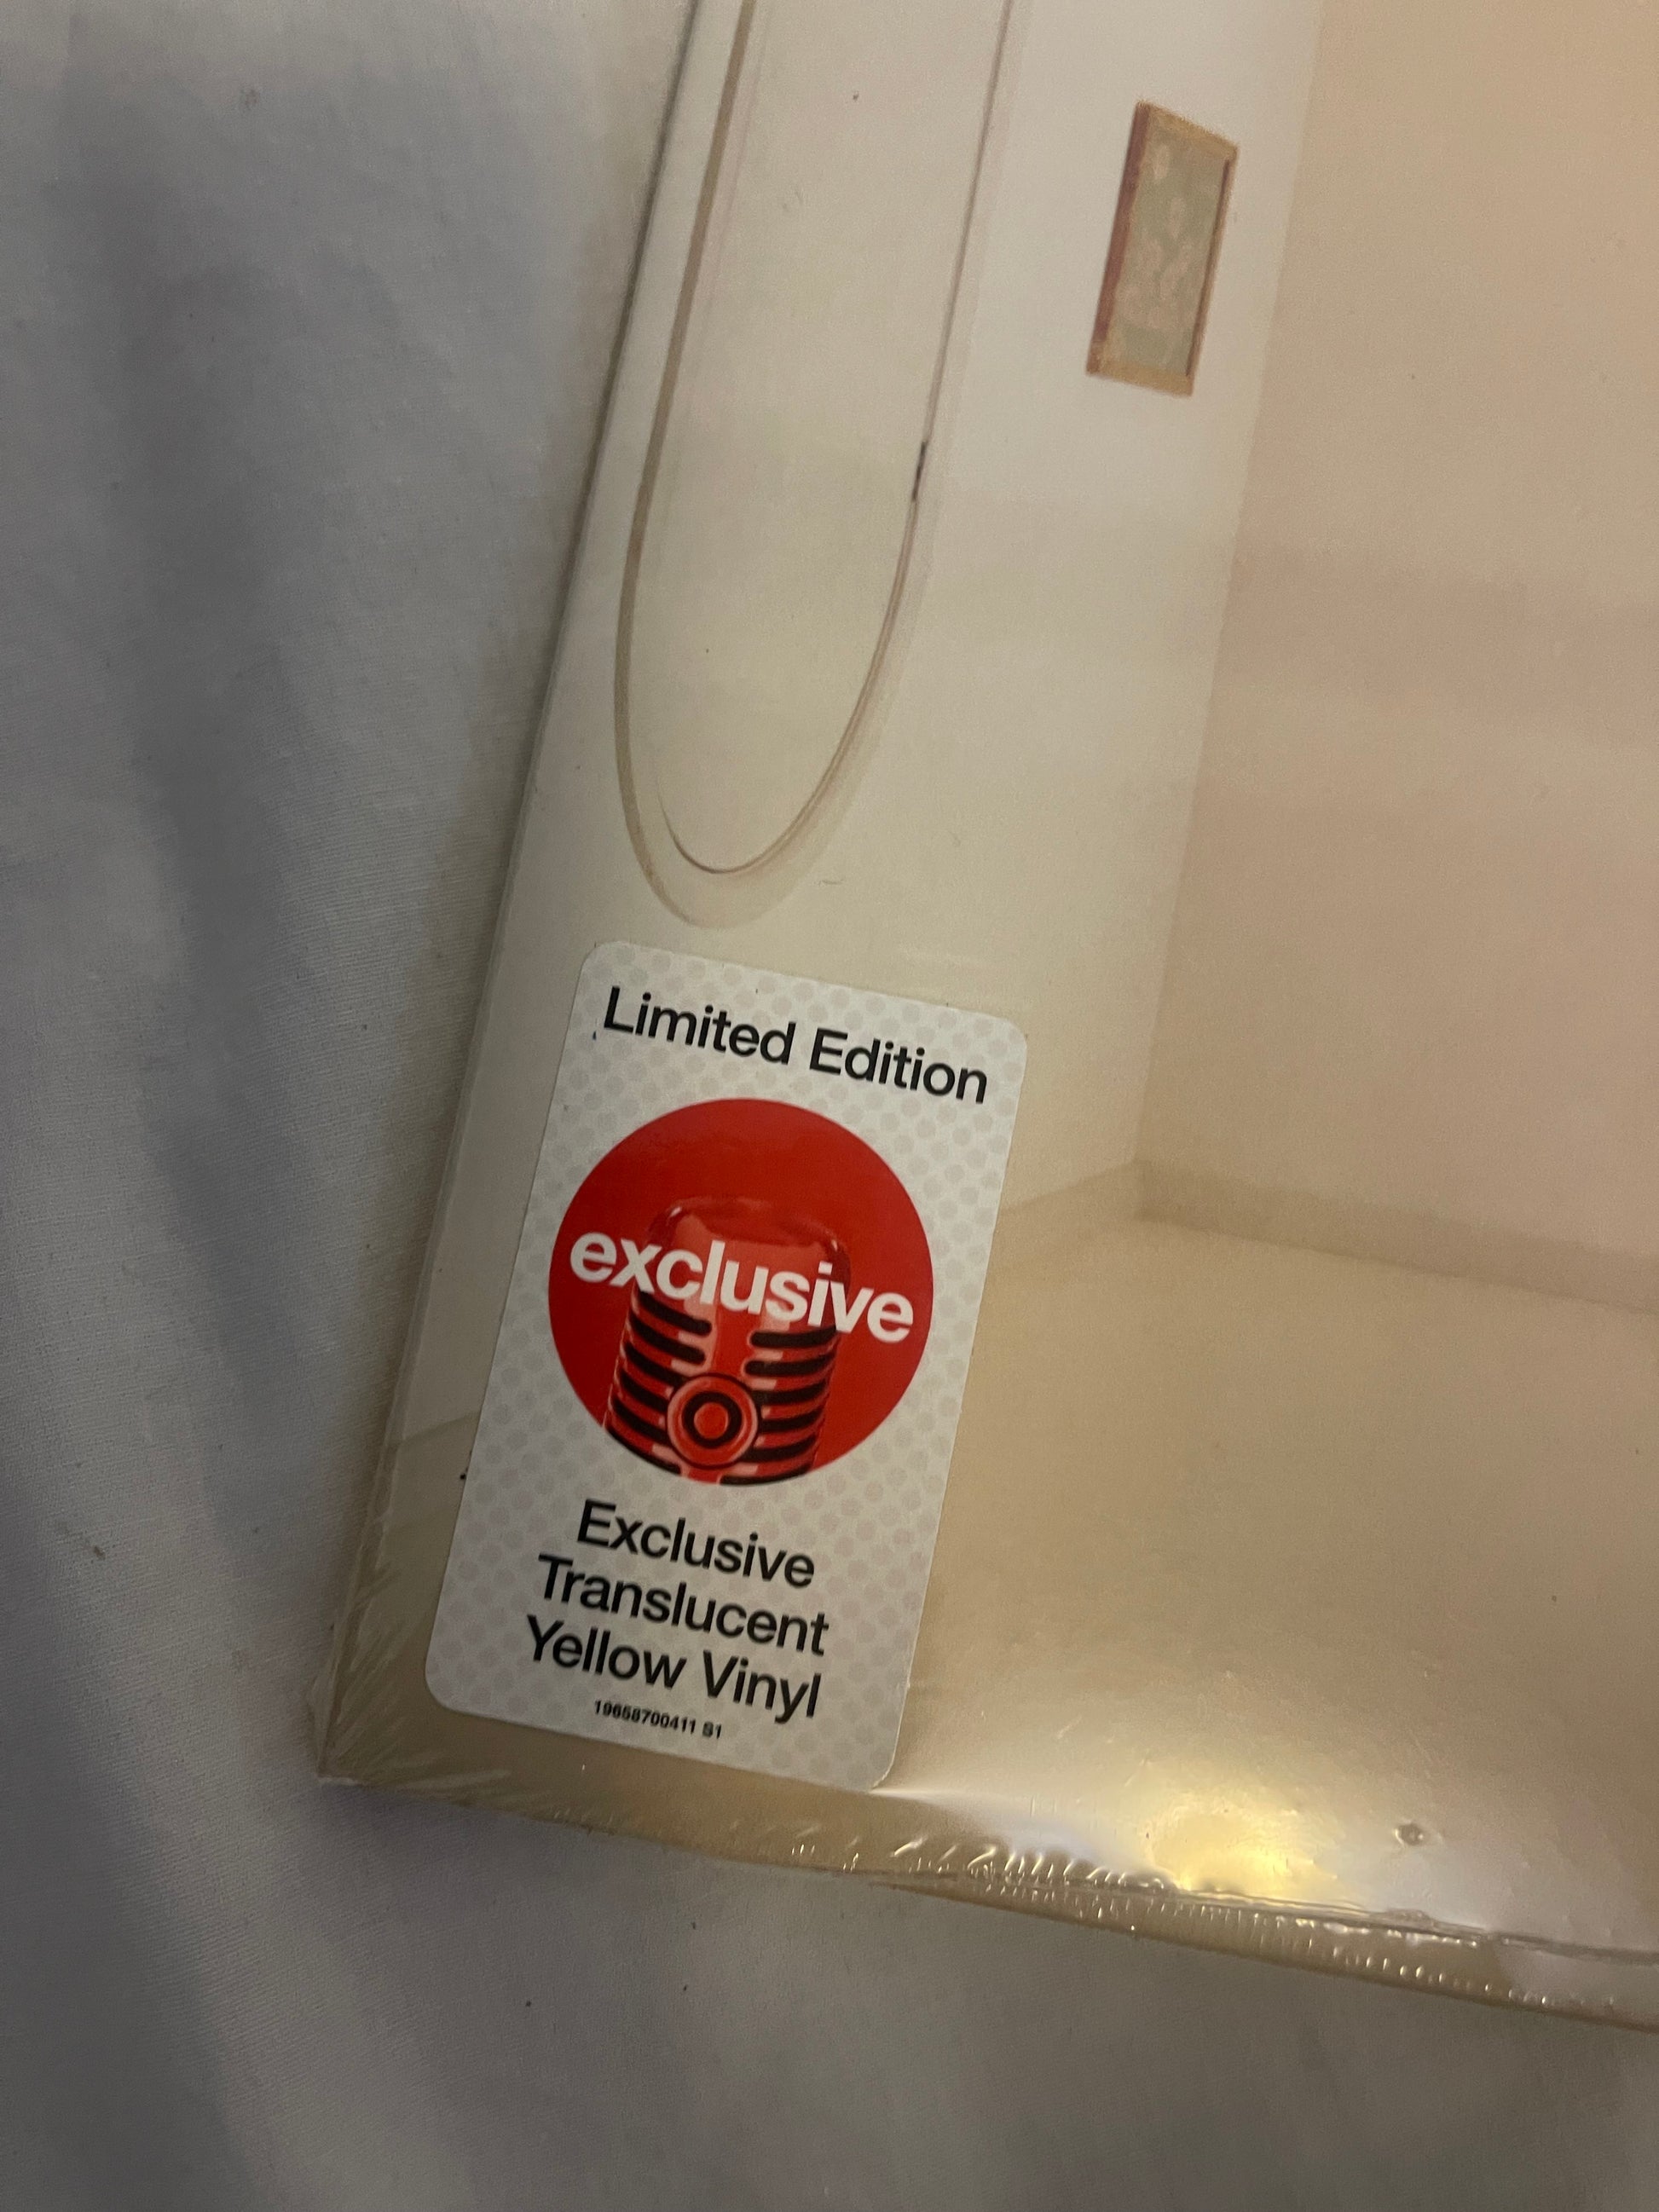 Limited Edition
exclusive
Exclusive
Translucent
Yellow Vinyl
19658700411 S1